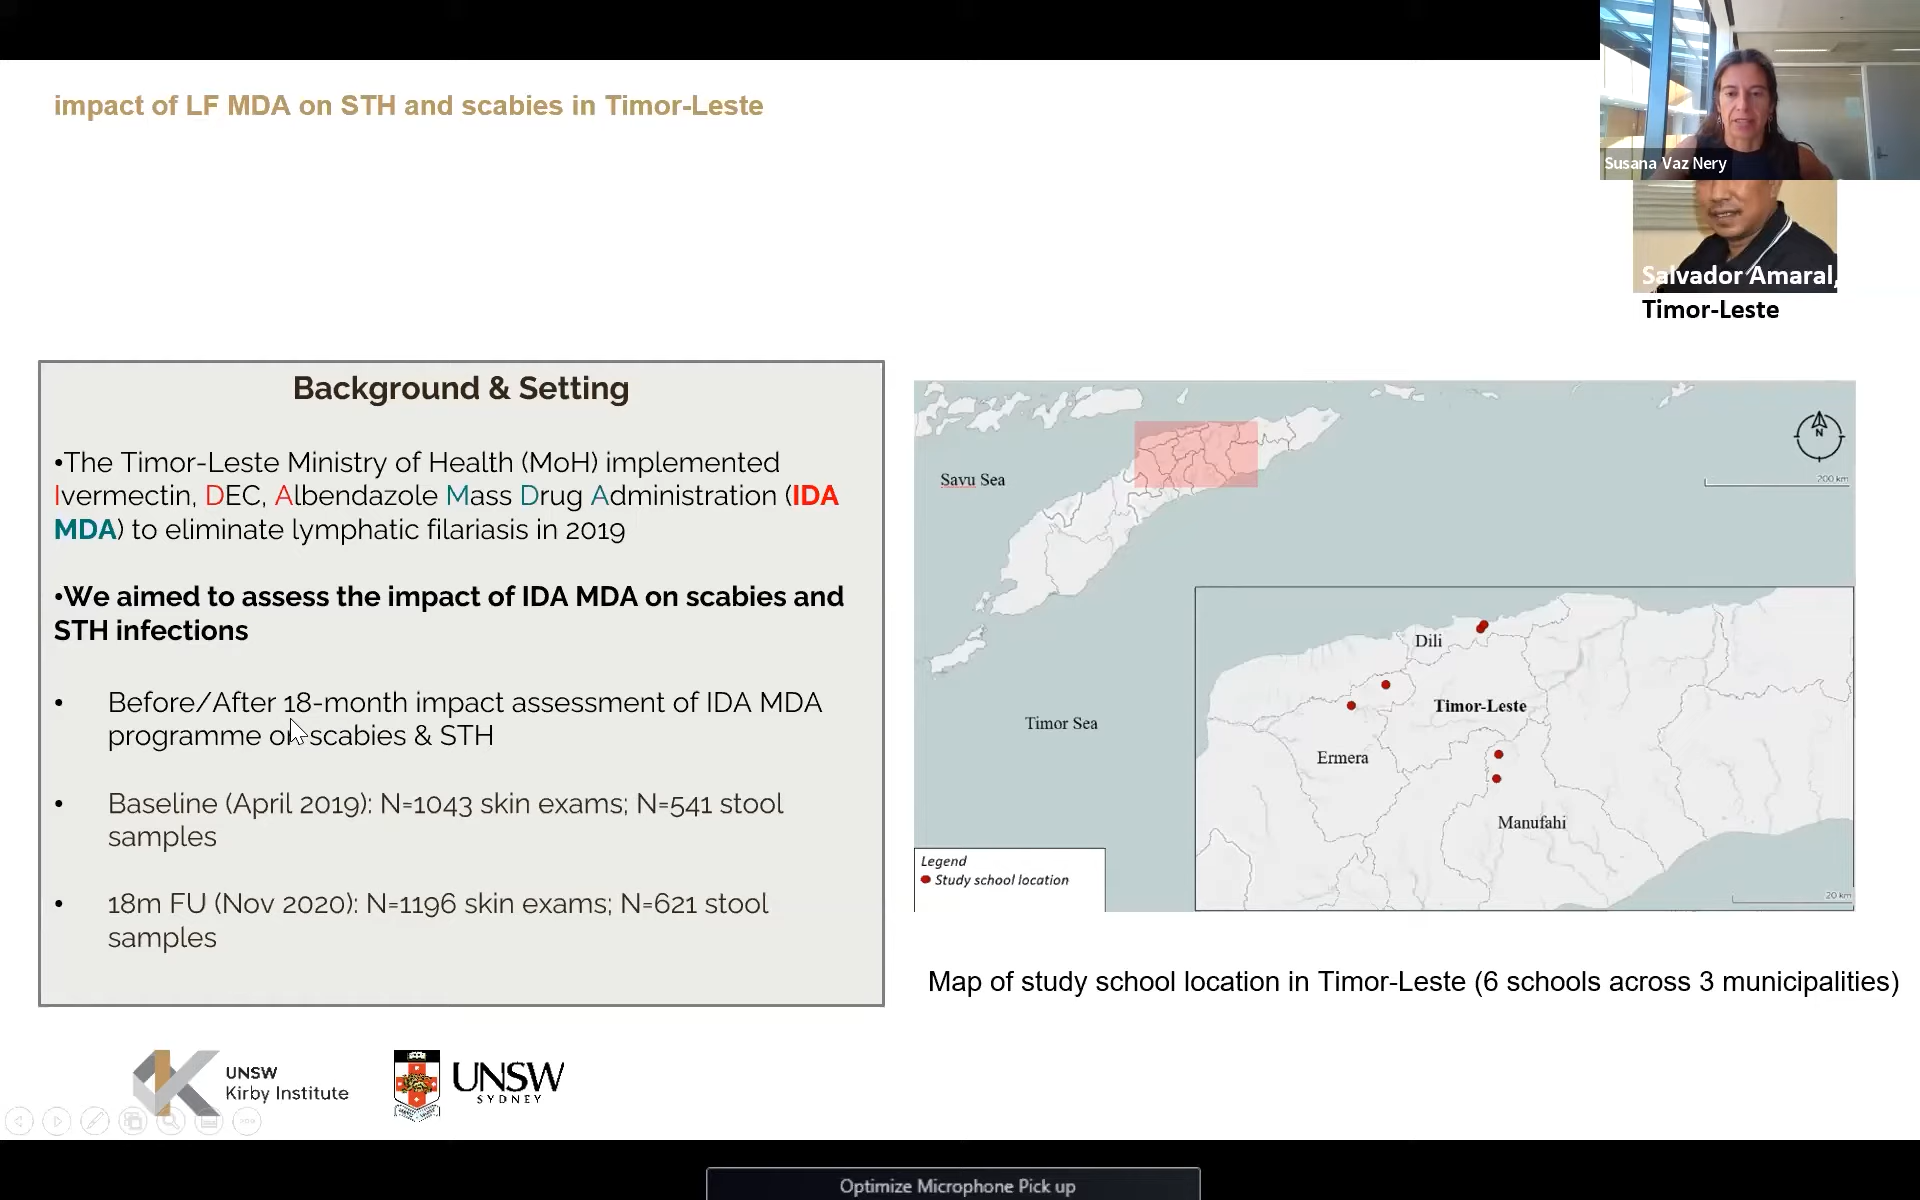 impact of LF MDA on STH and scabies in Timor-Leste
Susana Vaz Nery
Salvador Amaral,
Timor-Leste
Background & Setting
•The Timor-Leste Ministry of Health (MoH) implemented
Ivermectin, DEC, Albendazole Mass Drug Administration (IDA
MDA) to eliminate lymphatic filariasis in 2019
•We aimed to assess the impact of IDA MDA on scabies and
STH infections
• Before/After 18-month impact assessment of IDA MDA
programme on scabies & STH
• Baseline (April 2019): N=1043 skin exams; N=541 stool
samples
• 18m FU (Nov 2020): N=1196 skin exams; N=621 stool
samples
Savu Sea
N
200 km
Timor Sea
Dili
Timor-Leste
Ermera
Manufahi
20 km
Legend
Study school location
Map of study school location in Timor-Leste (6 schools across 3 municipalities)
UNSW
Kirby Institute
UNSW
SYDNEY
Optimize Microphone Pick up